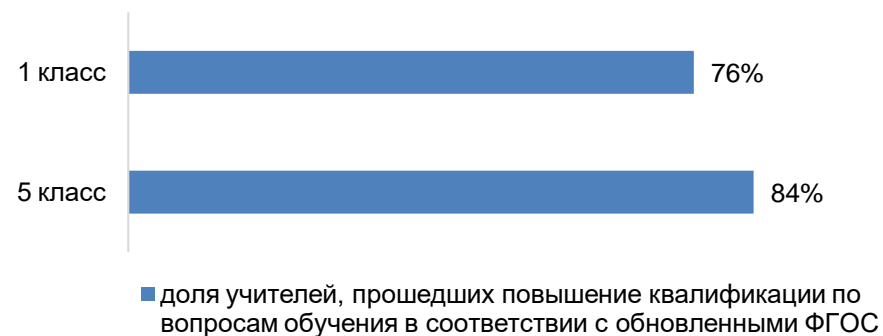 1 класс
76%
5 класс
84%
доля учителей, прошедших повышение квалификации по
вопросам обучения в соответствии с обновленными ФГОС